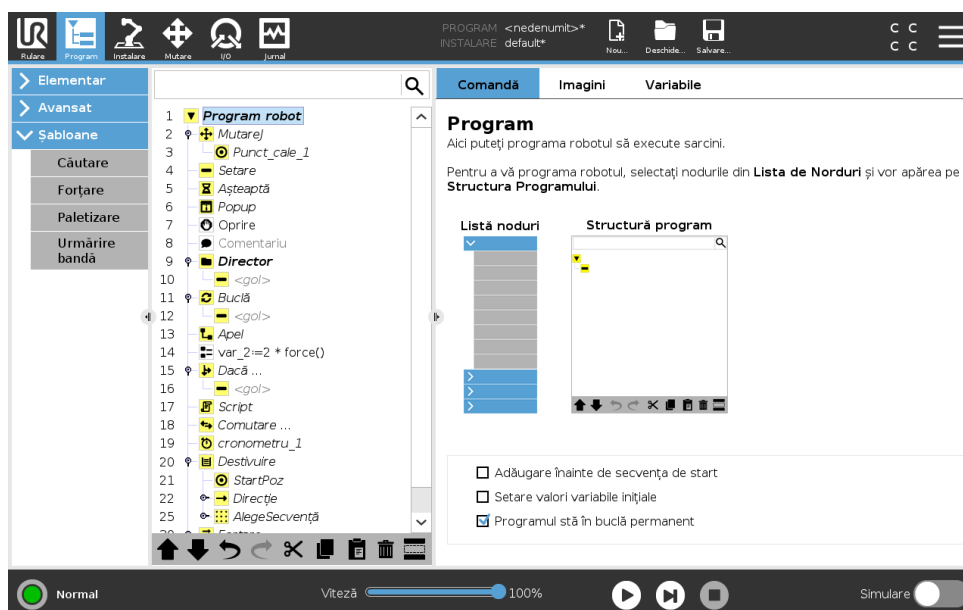 PROGRAM <nedenumit>*
INSTALARE default*
Rulare
Program
Instalare
Mutare
I/O
Jurnal
Nou...
Deschide...
Salvare...
C C
C C
Elementar
Avansat
Șabloane
Căutare
Forțare
Paletizare
Urmărire
bandă
1 Program robot
2 MutareJ
3 Punct_cale_1
4 Setare
5 Așteaptă
6 Popup
7 Oprire
8 Comentariu
9 Director
10 <gol>
11 Buclă
12 <gol>
13 Apel
14 var_2:=2 * force()
15 Dacă ...
16 <gol>
17 Script
18 Comutare ...
19 cronometru_1
20 Destivuire
21 StartPoz
22 Direcție
25 AlegeSecvență
Comandă
Imagini
Variabile
Program
Aici puteți programa robotul să execute sarcini.
Pentru a vă programa robotul, selectați nodurile din Lista de Norduri și vor apărea pe
Structura Programului.
Listă noduri
Structură program
Adăugare înainte de secvența de start
Setare valori variabile inițiale
Programul stă în buclă permanent
Normal
Viteză
100%
Simulare